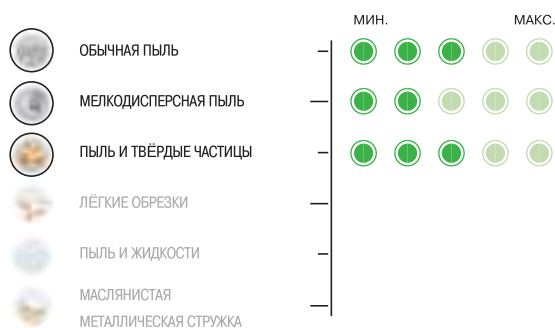 МИН. МАКС.
ОБЫЧНАЯ ПЫЛЬ
МЕЛКОДИСПЕРСНАЯ ПЫЛЬ
ПЫЛЬ И ТВЁРДЫЕ ЧАСТИЦЫ
ЛЁГКИЕ ОБРЕЗКИ
ПЫЛЬ И ЖИДКОСТИ
МАСЛЯНИСТАЯ
МЕТАЛЛИЧЕСКАЯ СТРУЖКА